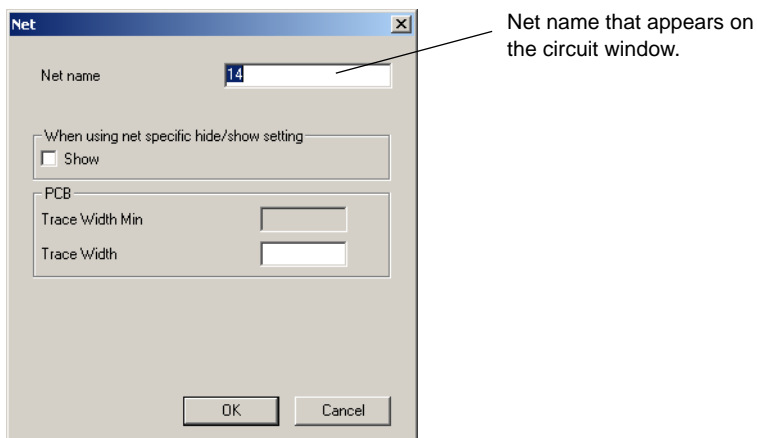 Net
Net name that appears on
the circuit window.
Net name
14
When using net specific hide/show setting
Show
PCB
Trace Width Min
Trace Width
OK
Cancel